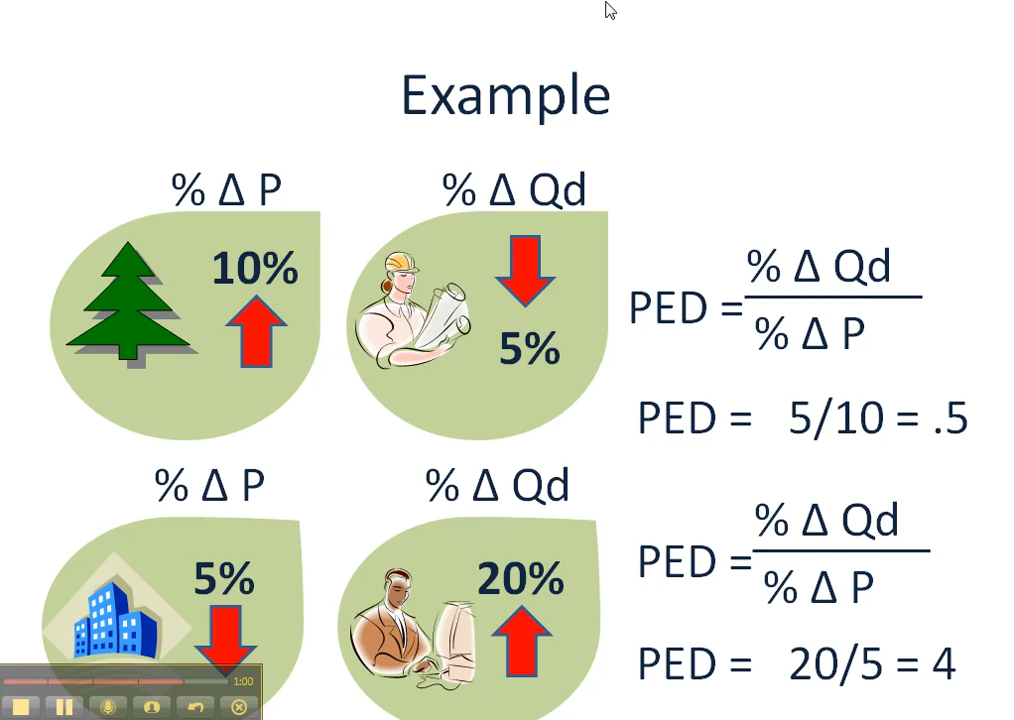 Example
% Δ P
% Δ Qd
10%
5%
PED =
% Δ Qd
% Δ P
PED = 5/10 = .5
% Δ P
% Δ Qd
5%
20%
PED =
% Δ Qd
% Δ P
PED = 20/5 = 4
1:00